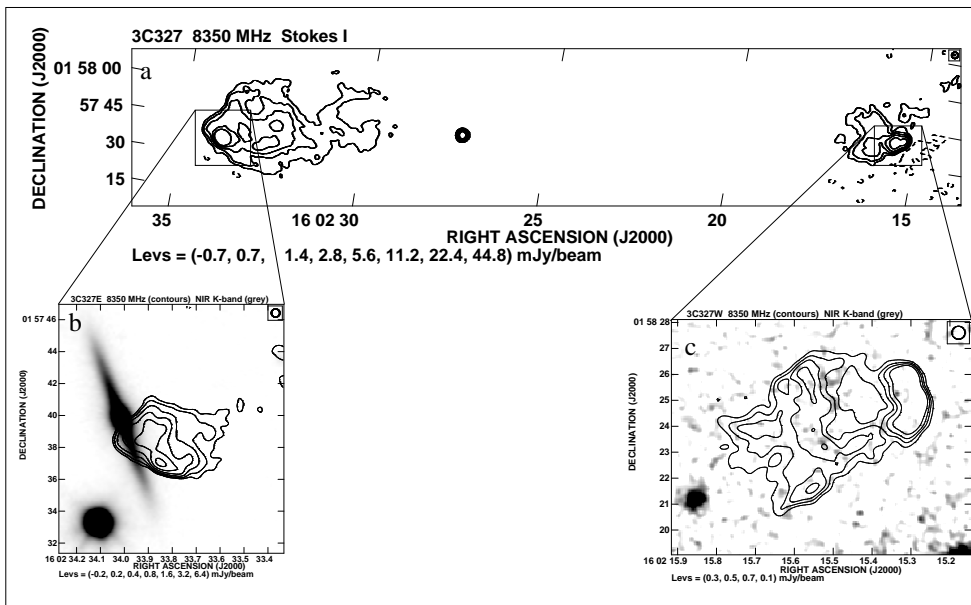 3C327 8350 MHz Stokes I
a
DECLINATION (J2000)
01 58 00
57 45
30
15
35
16 02 30
25
20
15
RIGHT ASCENSION (J2000)
Levs = (-0.7, 0.7, 1.4, 2.8, 5.6, 11.2, 22.4, 44.8) mJy/beam
3C327E 8350 MHz (contours) NIR K-band (grey)
b
DECLINATION (J2000)
01 57 46
44
42
40
38
36
34
32
16 02 34.2 34.1 34.0 33.9 33.8 33.7 33.6 33.5 33.4
RIGHT ASCENSION (J2000)
Levs = (-0.2, 0.2, 0.4, 0.8, 1.6, 3.2, 6.4) mJy/beam
3C327W 8350 MHz (contours) NIR K-band (grey)
c
DECLINATION (J2000)
01 58 28
27
26
25
24
23
22
21
20
19
16 02 15.9 15.8 15.7 15.6 15.5 15.4 15.3 15.2
RIGHT ASCENSION (J2000)
Levs = (0.3, 0.5, 0.7, 0.1) mJy/beam